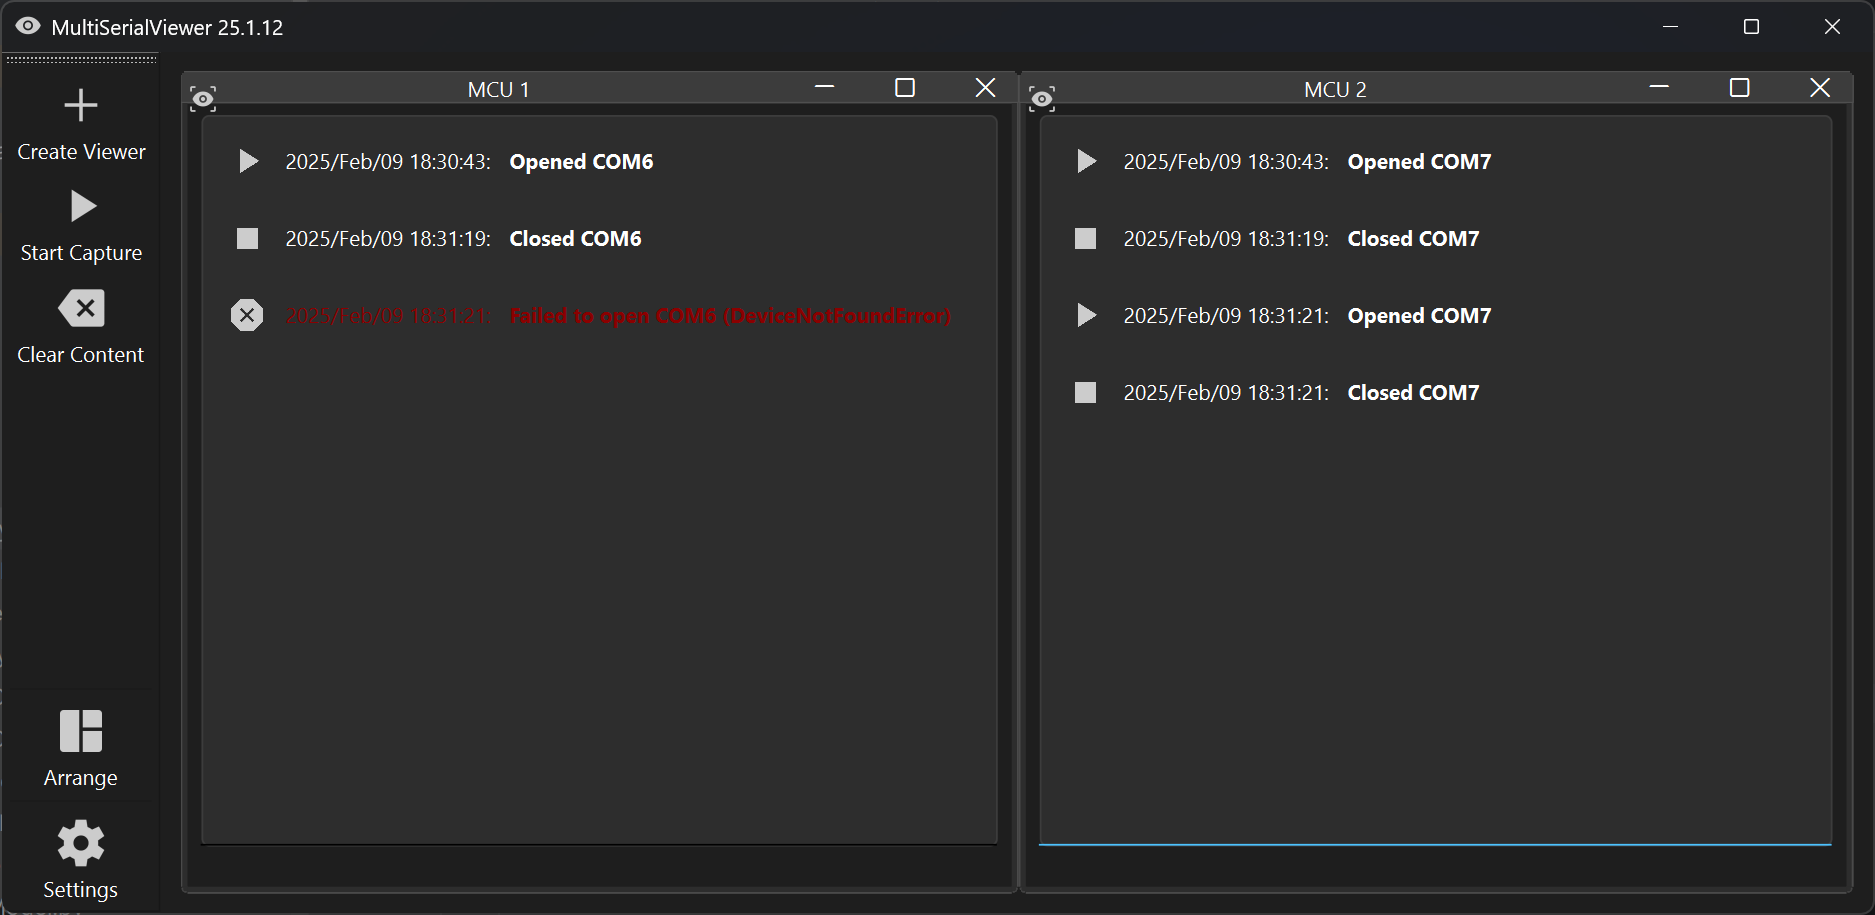 MultiSerialViewer 25.1.12
Create Viewer
Start Capture
Clear Content
Arrange
Settings
MCU 1
2025/Feb/09 18:30:43: Opened COM6
2025/Feb/09 18:31:19: Closed COM6
2025/Feb/09 18:31:21: Failed to open COM6 (DeviceNotFoundError)
MCU 2
2025/Feb/09 18:30:43: Opened COM7
2025/Feb/09 18:31:19: Closed COM7
2025/Feb/09 18:31:21: Opened COM7
2025/Feb/09 18:31:21: Closed COM7